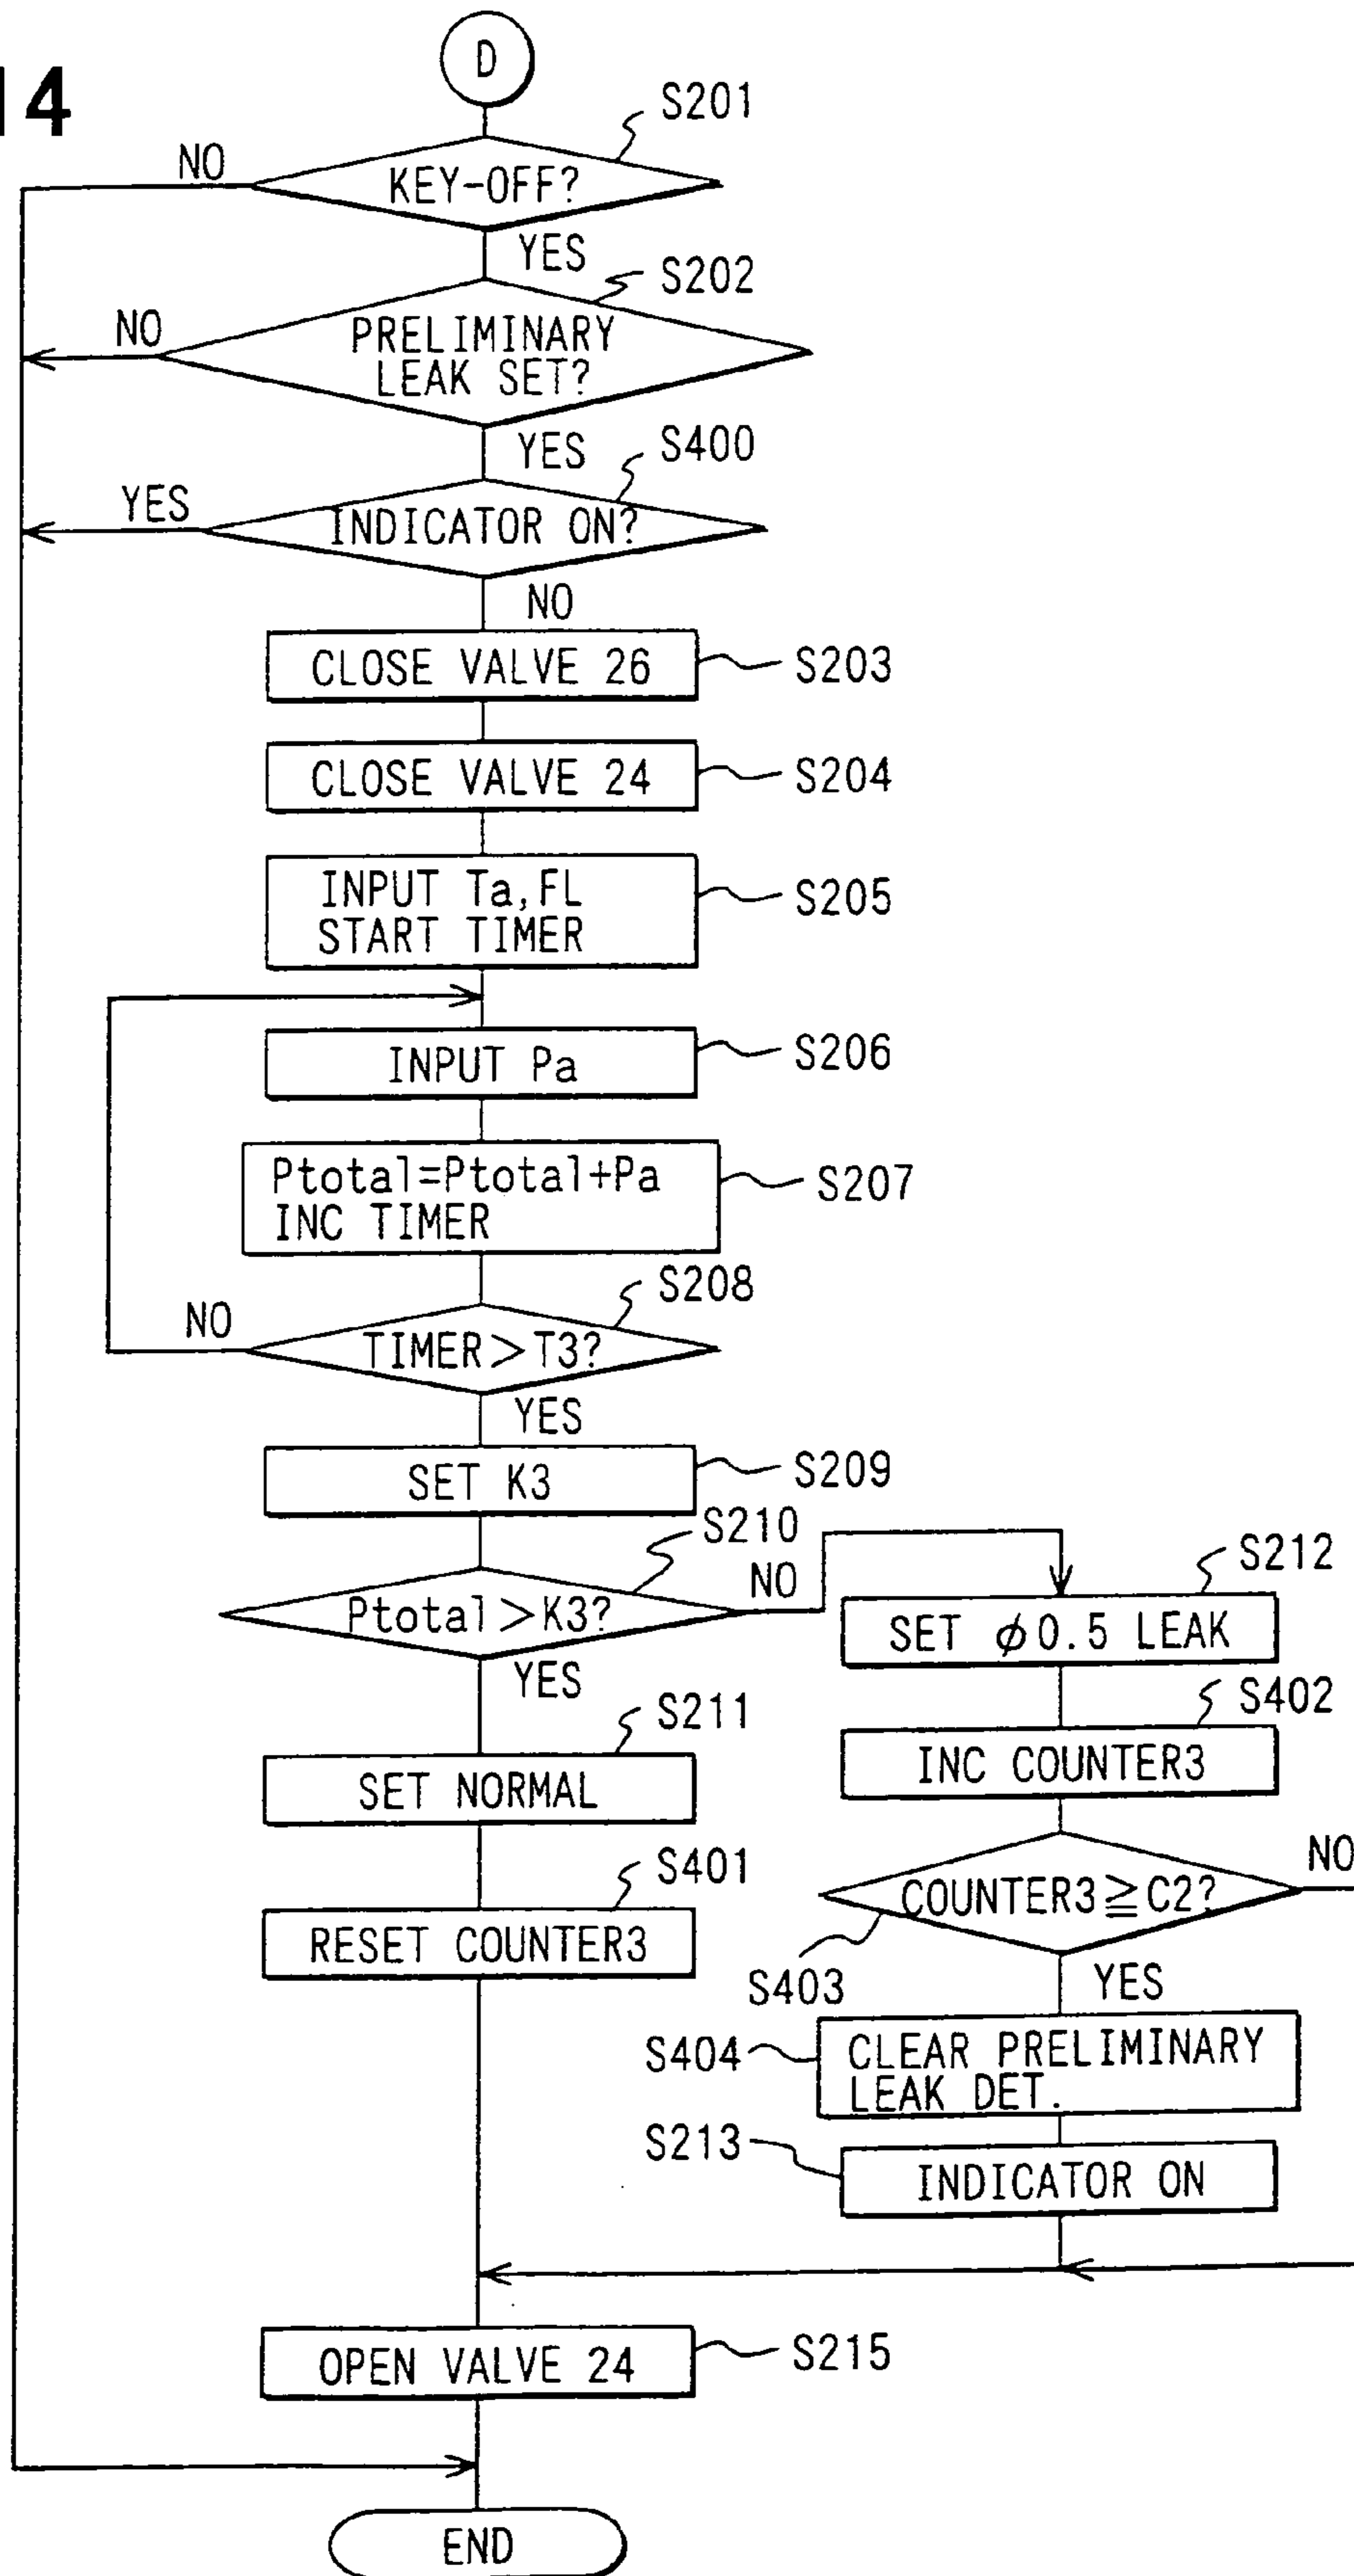 14
D
S201
NO
KEY-OFF?
YES
S202
NO
PRELIMINARY
LEAK SET?
YES
S400
YES
INDICATOR ON?
NO
CLOSE VALVE 26
S203
CLOSE VALVE 24
S204
INPUT Ta,FL
START TIMER
S205
INPUT Pa
S206
Ptotal=Ptotal+Pa
INC TIMER
S207
S208
NO
TIMER>T3?
YES
SET K3
S209
S210
Ptotal>K3?
NO
YES
S212
SET φ0.5 LEAK
S211
SET NORMAL
S402
INC COUNTER3
S401
RESET COUNTER3
COUNTER3≧C2?
NO
S403
YES
S404
CLEAR PRELIMINARY
LEAK DET.
S213
INDICATOR ON
OPEN VALVE 24
S215
END